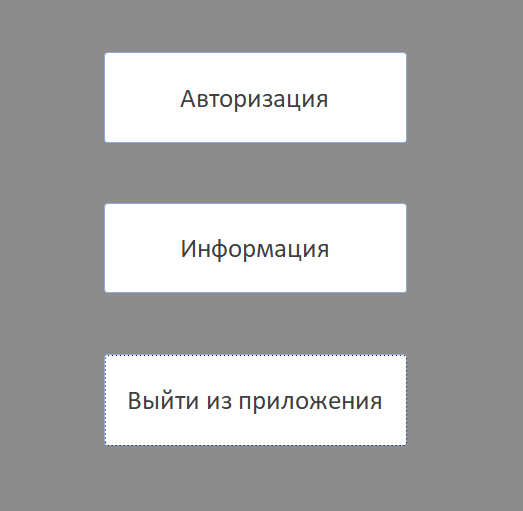 Авторизация
Информация
Выйти из приложения